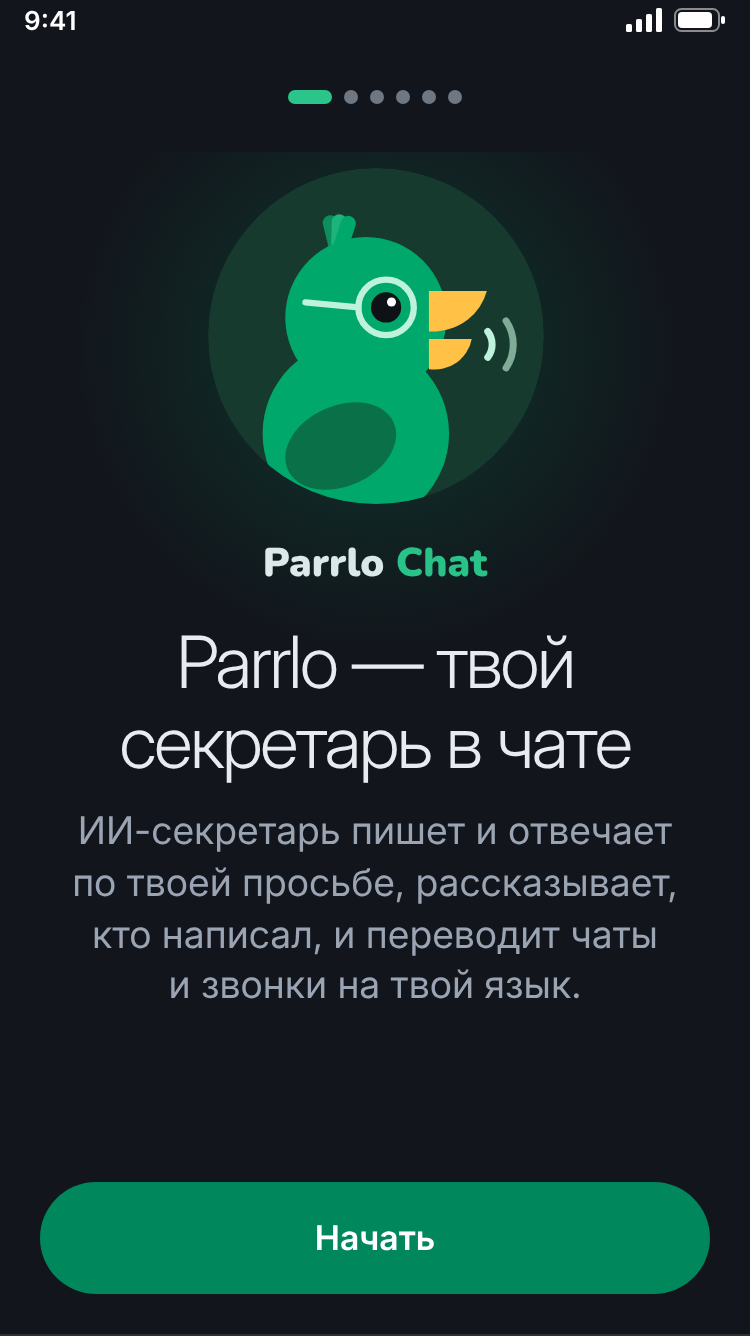 9:41
Parrlo Chat
Parrlo — твой
секретарь в чате
ИИ-секретарь пишет и отвечает
по твоей просьбе, рассказывает,
кто написал, и переводит чаты
и звонки на твой язык.
Начать